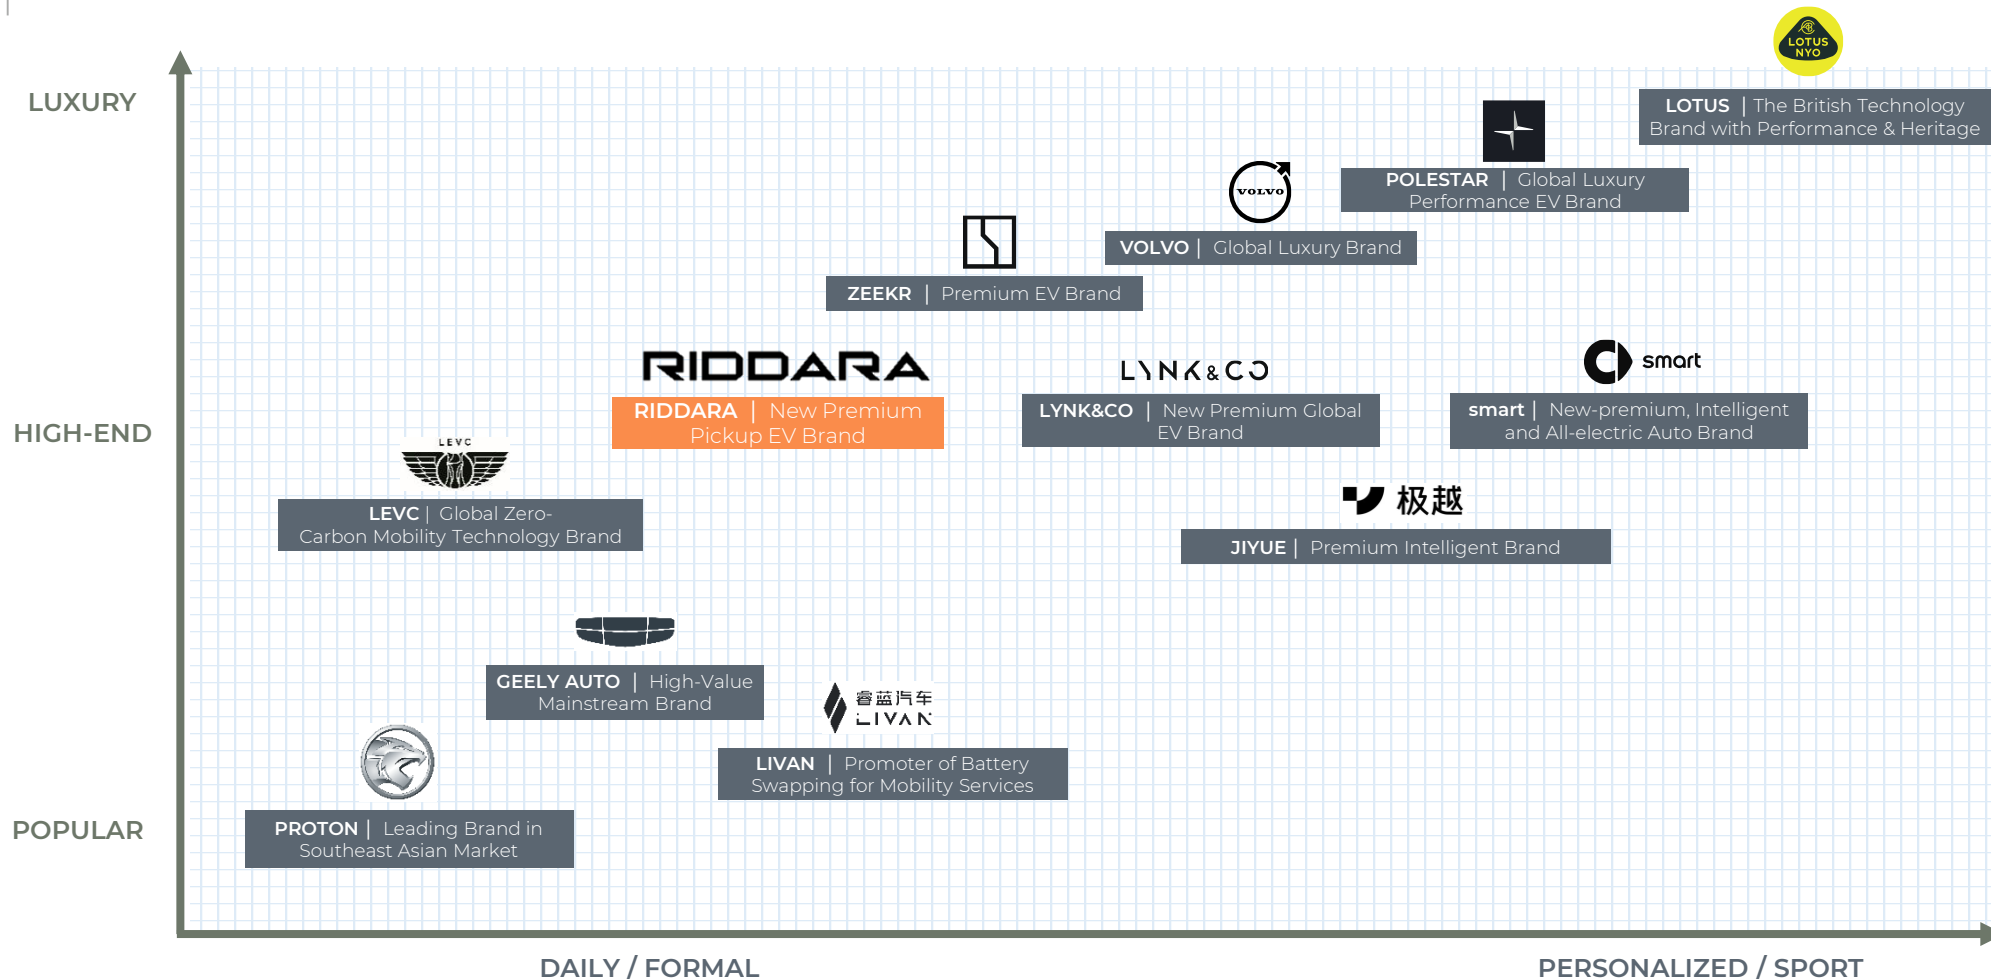 LOTUS
NYO
LUXURY
LOTUS | The British Technology
Brand with Performance & Heritage
POLESTAR | Global Luxury
Performance EV Brand
VOLVO
VOLVO | Global Luxury Brand
ZEEKR | Premium EV Brand
RIDDARA
RIDDARA | New Premium
Pickup EV Brand
LYNK&CO
LYNK&CO | New Premium Global
EV Brand
smart
smart | New-premium, Intelligent
and All-electric Auto Brand
HIGH-END
LEVC
LEVC | Global Zero-
Carbon Mobility Technology Brand
极越
JIYUE | Premium Intelligent Brand
GEELY AUTO | High-Value
Mainstream Brand
睿蓝汽车
LIVAN
LIVAN | Promoter of Battery
Swapping for Mobility Services
POPULAR
PROTON | Leading Brand in
Southeast Asian Market
DAILY / FORMAL
PERSONALIZED / SPORT